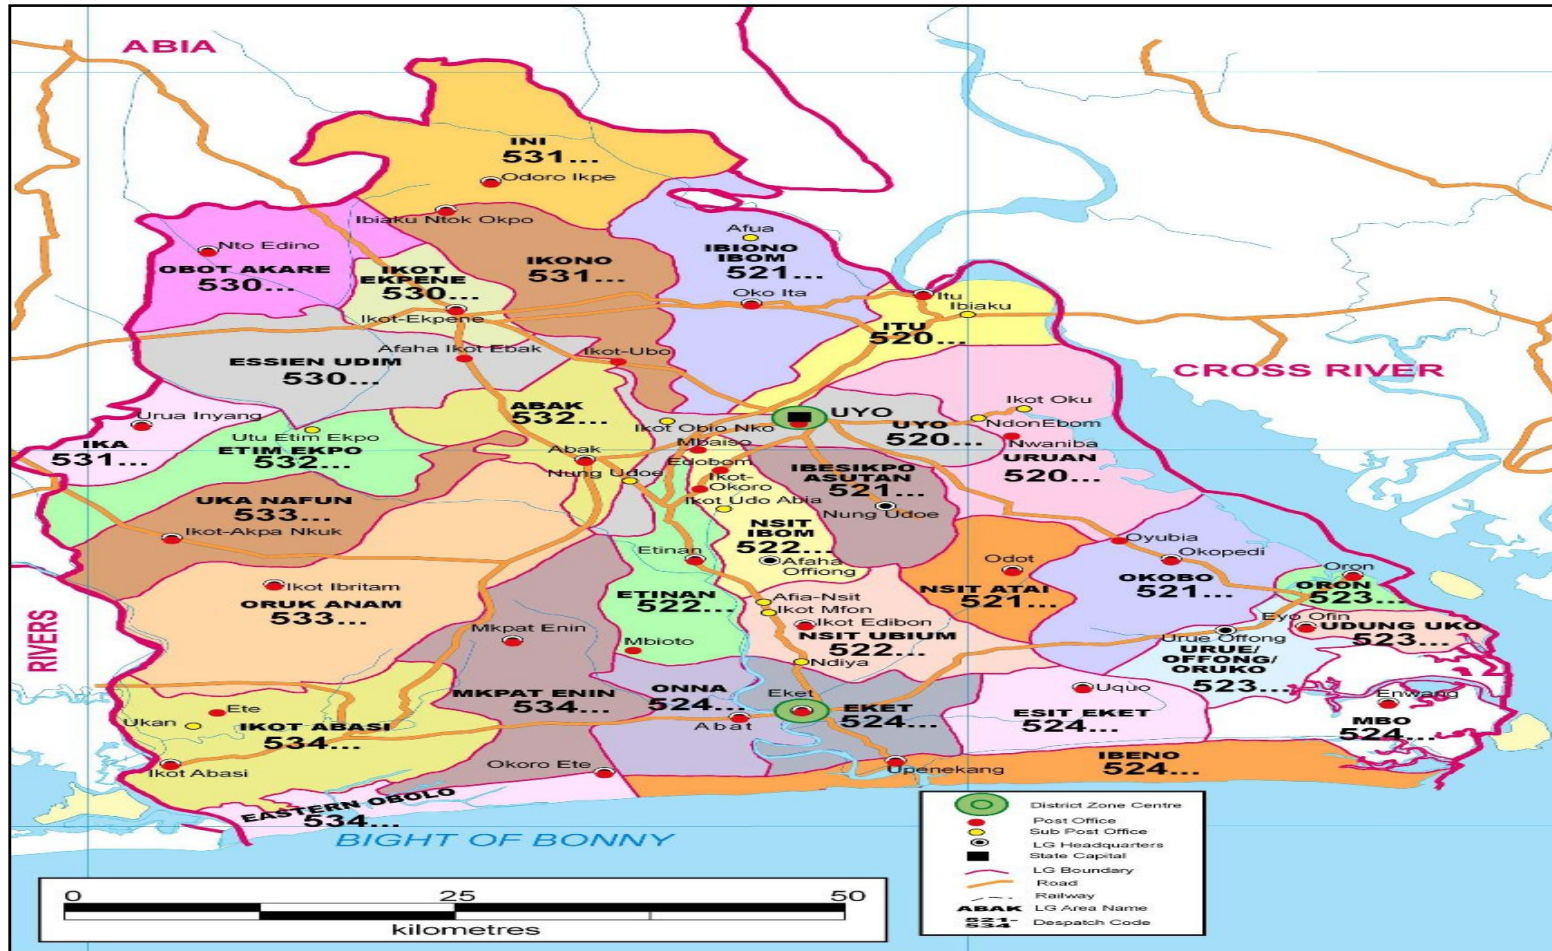 ABIA
INI
531...
Odoro Ikpe
Ibiaku Ntok Okpo
Nto Edino
OBOT AKARE
530...
IKOT
EKPENE
530...
Ikot-Ekpene
IKONO
531...
Afua
IBIONO
IBOM
521...
Oko Ita
Itu
Ibiaku
ITU
520...
ESSIEN UDIM
530...
Afaha Ikot Ebak
Ikot-Ubo
CROSS RIVER
Urua Inyang
IKA
531...
Utu Etim Ekpo
ETIM EKPO
532...
ABAK
532...
Abak
Nung Udoe
Ikot Obio Nko
Mbaiso
Edobom
Ikot-
Okoro
Ikot Udo Abia
UYO
UYO
520...
Ikot Oku
NdonEbom
Nwaniba
URUAN
520...
IBESIKPO
ASUTAN
521...
Nung Udoe
UKA NAFUN
533...
Ikot-Akpa Nkuk
NSIT
IBOM
522...
Afaha
Offiong
Etinan
Oyubia
Okopedi
OKOBO
521...
Odot
NSIT ATAI
521...
Oron
ORON
523...
Ikot Ibritam
ORUK ANAM
533...
ETINAN
522...
Mbioto
Afia-Nsit
Ikot Mfon
Ikot Edibon
NSIT UBIUM
522...
Ndiya
Eyo Ofin
UDUNG UKO
523...
Urue Offong
URUE/
OFFONG/
ORUKO
523...
RIVERS
Mkpat Enin
MKPAT ENIN
534...
ONNA
524...
Abat
Eket
EKET
524...
Uquo
ESIT EKET
524...
Enwang
MBO
524...
Ete
Ukan
IKOT ABASI
534...
Ikot Abasi
Okoro Ete
Upenekang
IBENO
524...
EASTERN OBOLO
534...
BIGHT OF BONNY
0
25
50
kilometres
District Zone Centre
Post Office
Sub Post Office
LG Headquarters
State Capital
LG Boundary
Road
Railway
ABAK LG Area Name
521-
534 Despatch Code